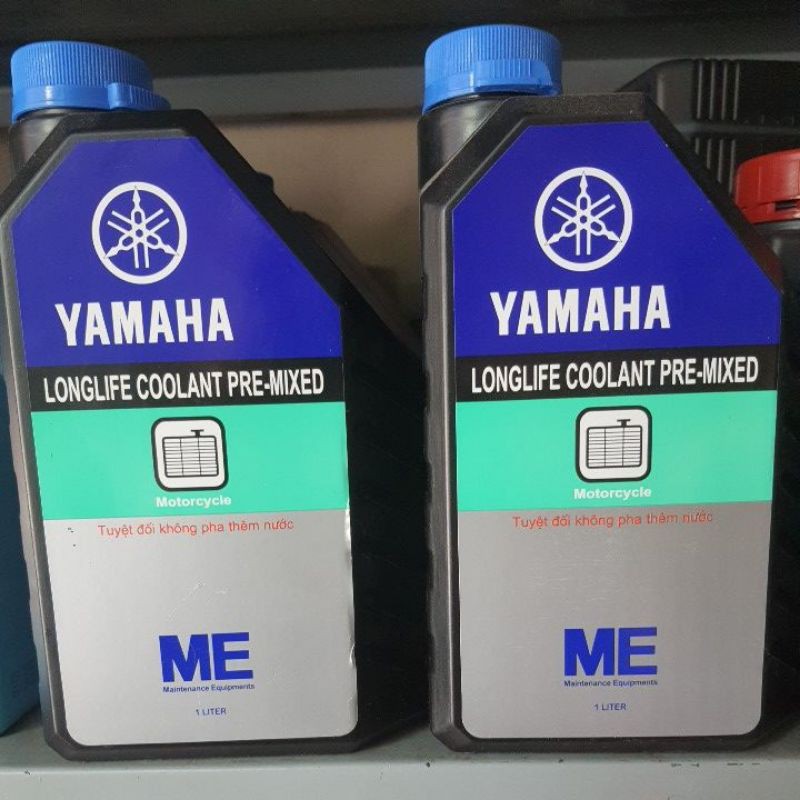 YAMAHA
LONGLIFE COOLANT PRE-MIXED
Motorcycle
Tuyệt đối không pha thêm nước
ME
Maintenance Equipments
1 LITER
YAMAHA
LONGLIFE COOLANT PRE-MIXED
Motorcycle
Tuyệt đối không pha thêm nước
ME
Maintenance Equipments
1 LITER